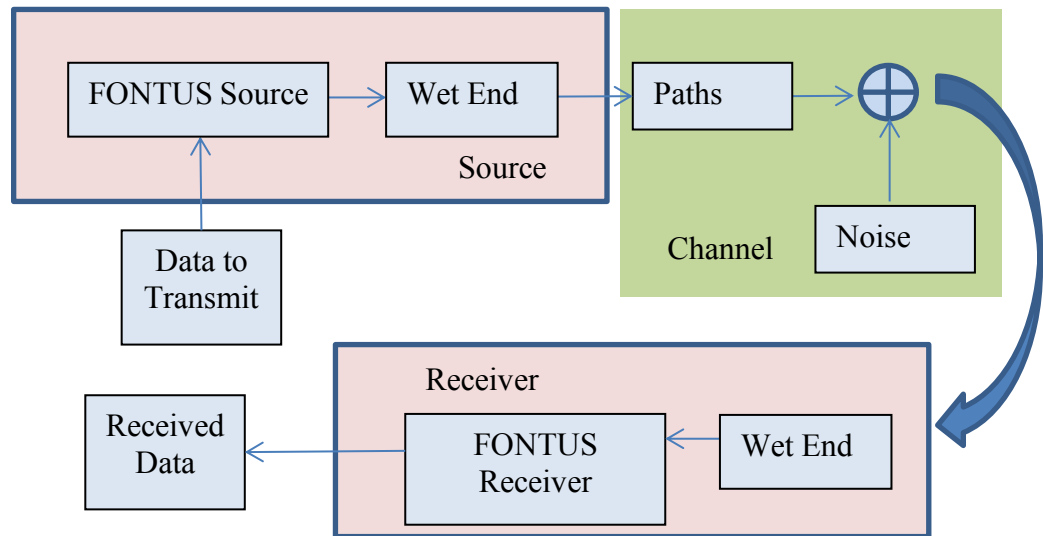 FONTUS Source
Wet End
Source
Data to
Transmit
Paths
Noise
Channel
Receiver
Wet End
FONTUS
Receiver
Received
Data